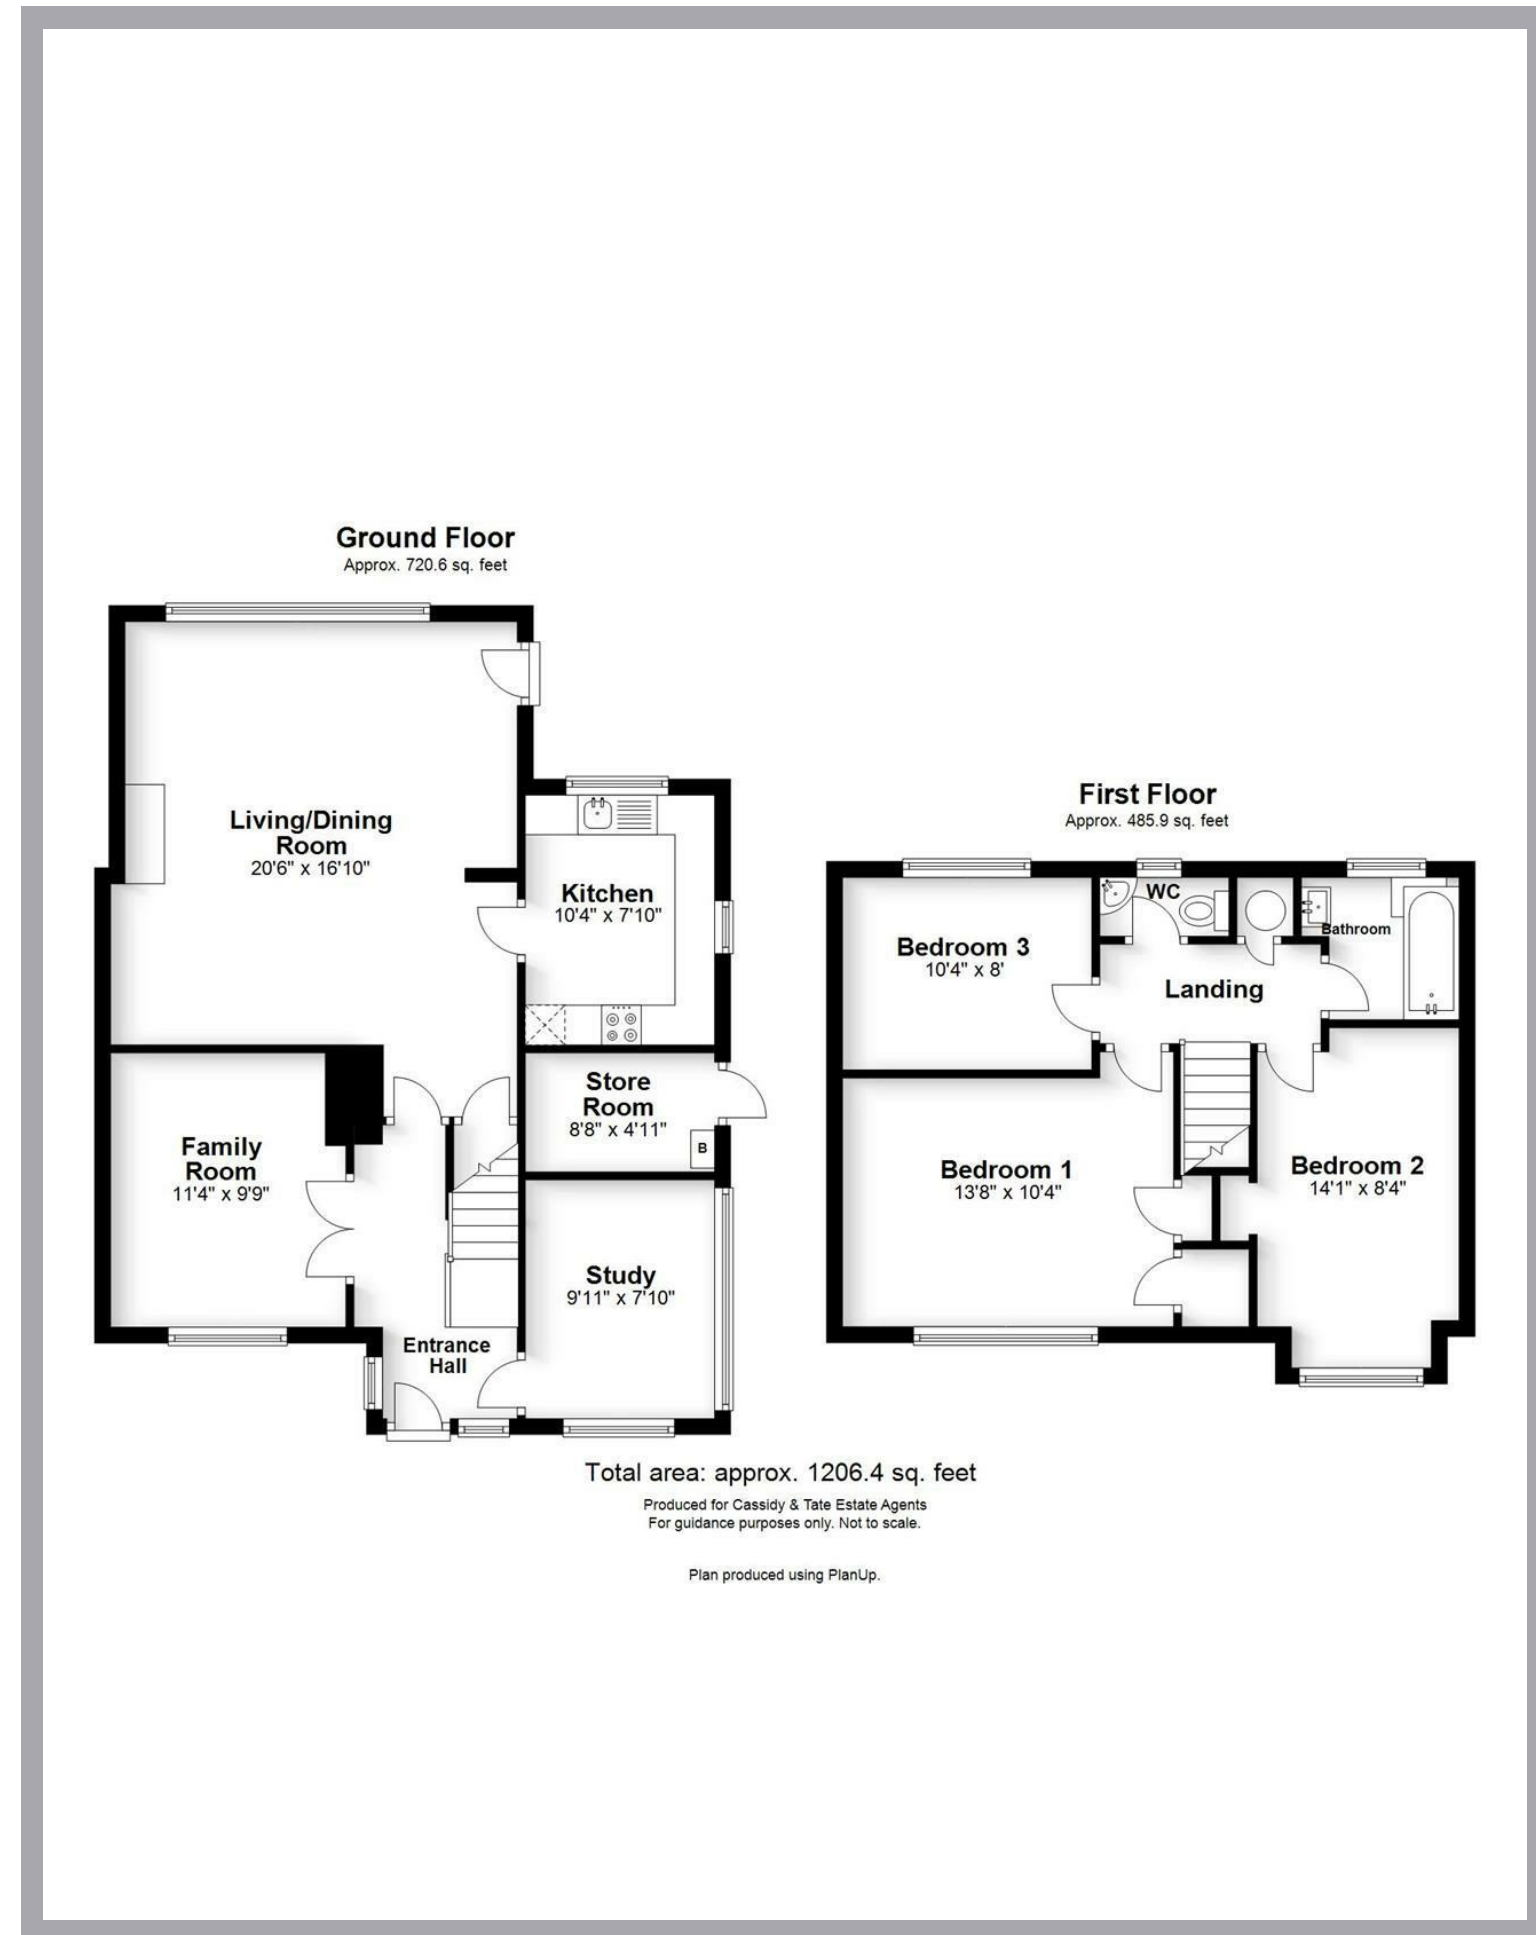 Ground Floor
Approx. 720.6 sq. feet
Living/Dining
Room
20'6" x 16'10"
Kitchen
10'4" x 7'10"
Store
Room
8'8" x 4'11"
B
Family
Room
11'4" x 9'9"
Study
9'11" x 7'10"
Entrance
Hall
First Floor
Approx. 485.9 sq. feet
WC
Bathroom
Bedroom 3
10'4" x 8'
Landing
Bedroom 1
13'8" x 10'4"
Bedroom 2
14'1" x 8'4"
Total area: approx. 1206.4 sq. feet
Produced for Cassidy & Tate Estate Agents
For guidance purposes only. Not to scale.
Plan produced using PlanUp.